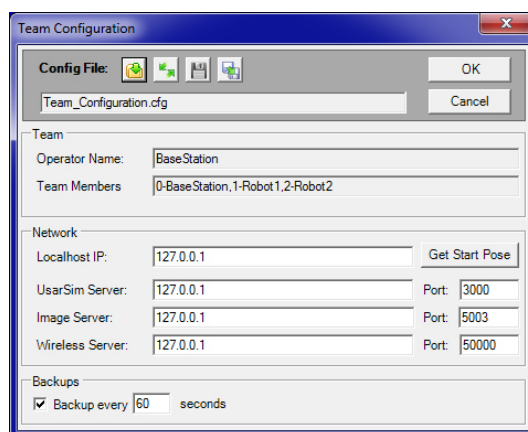 Team Configuration
Config File:
OK
Team_Configuration.cfg
Cancel
Team
Operator Name: BaseStation
Team Members 0-BaseStation,1-Robot1,2-Robot2
Network
Localhost IP: 127.0.0.1 Get Start Pose
UsarSim Server: 127.0.0.1 Port: 3000
Image Server: 127.0.0.1 Port: 5003
Wireless Server: 127.0.0.1 Port: 50000
Backups
Backup every 60 seconds